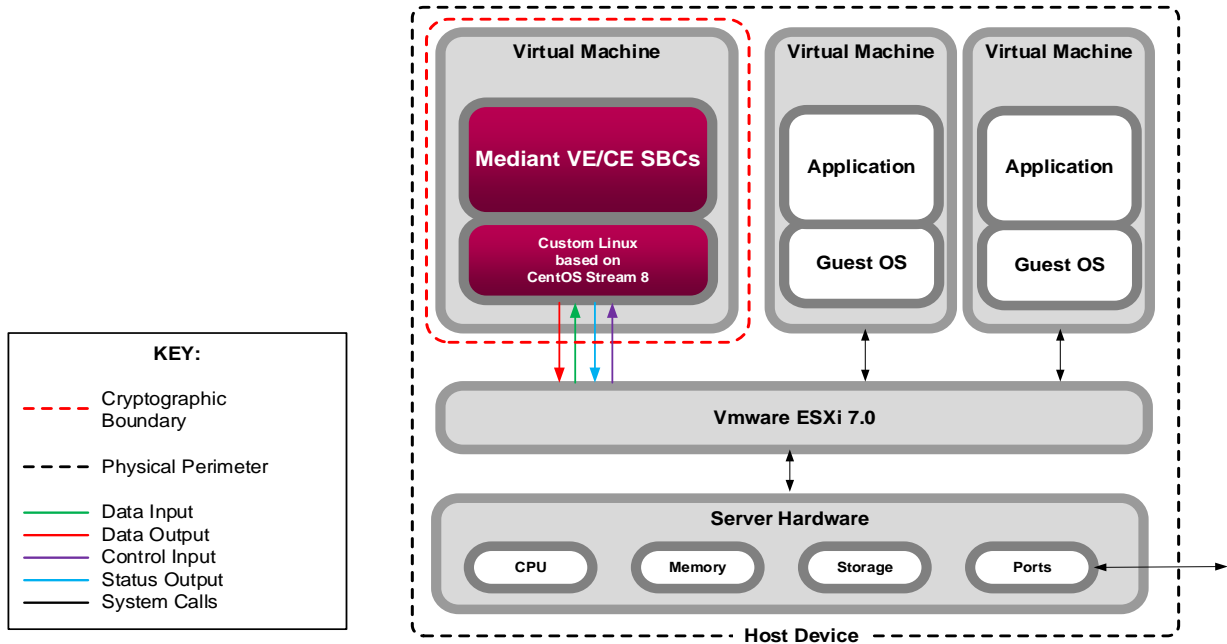 Virtual Machine
Mediant VE/CE SBCs
Custom Linux
based on
CentOS Stream 8
Virtual Machine
Application
Guest OS
Virtual Machine
Application
Guest OS
KEY:
Cryptographic
Boundary
Physical Perimeter
Data Input
Data Output
Control Input
Status Output
System Calls
Vmware ESXi 7.0
Server Hardware
CPU
Memory
Storage
Ports
Host Device